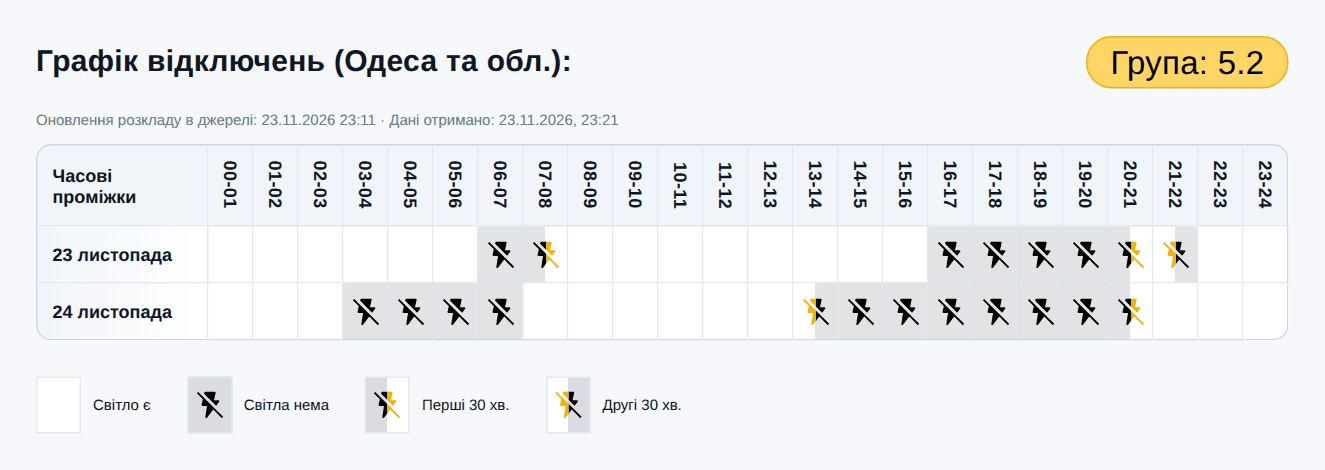 Графік відключень (Одеса та обл.):
Група: 5.2
Оновлення розкладу в джерелі: 23.11.2026 23:11 · Дані отримано: 23.11.2026, 23:21
Часові
проміжки
00-01
01-02
02-03
03-04
04-05
05-06
06-07
07-08
08-09
09-10
10-11
11-12
12-13
13-14
14-15
15-16
16-17
17-18
18-19
19-20
20-21
21-22
22-23
23-24
23 листопада
24 листопада
Світло є
Світла нема
Перші 30 хв.
Другі 30 хв.